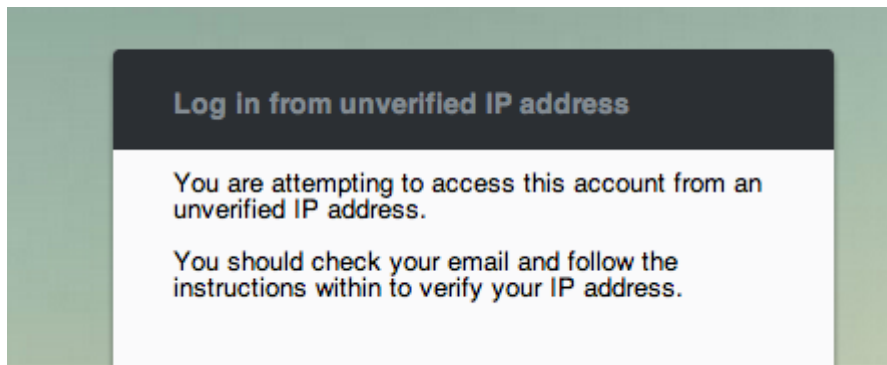 Log in from unverified IP address
You are attempting to access this account from an
unverified IP address.
You should check your email and follow the
instructions within to verify your IP address.